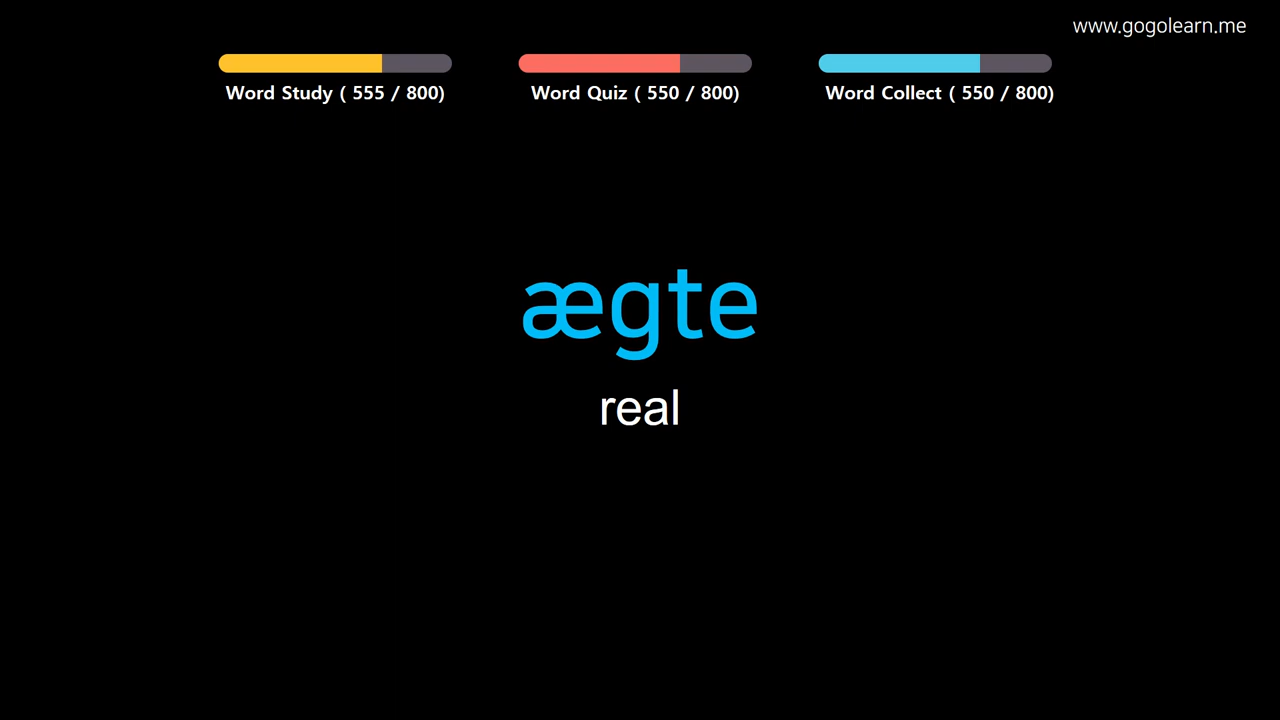 www.gogolearn.me
Word Study ( 555 / 800)
Word Quiz ( 550 / 800)
Word Collect ( 550 / 800)
ægte
real